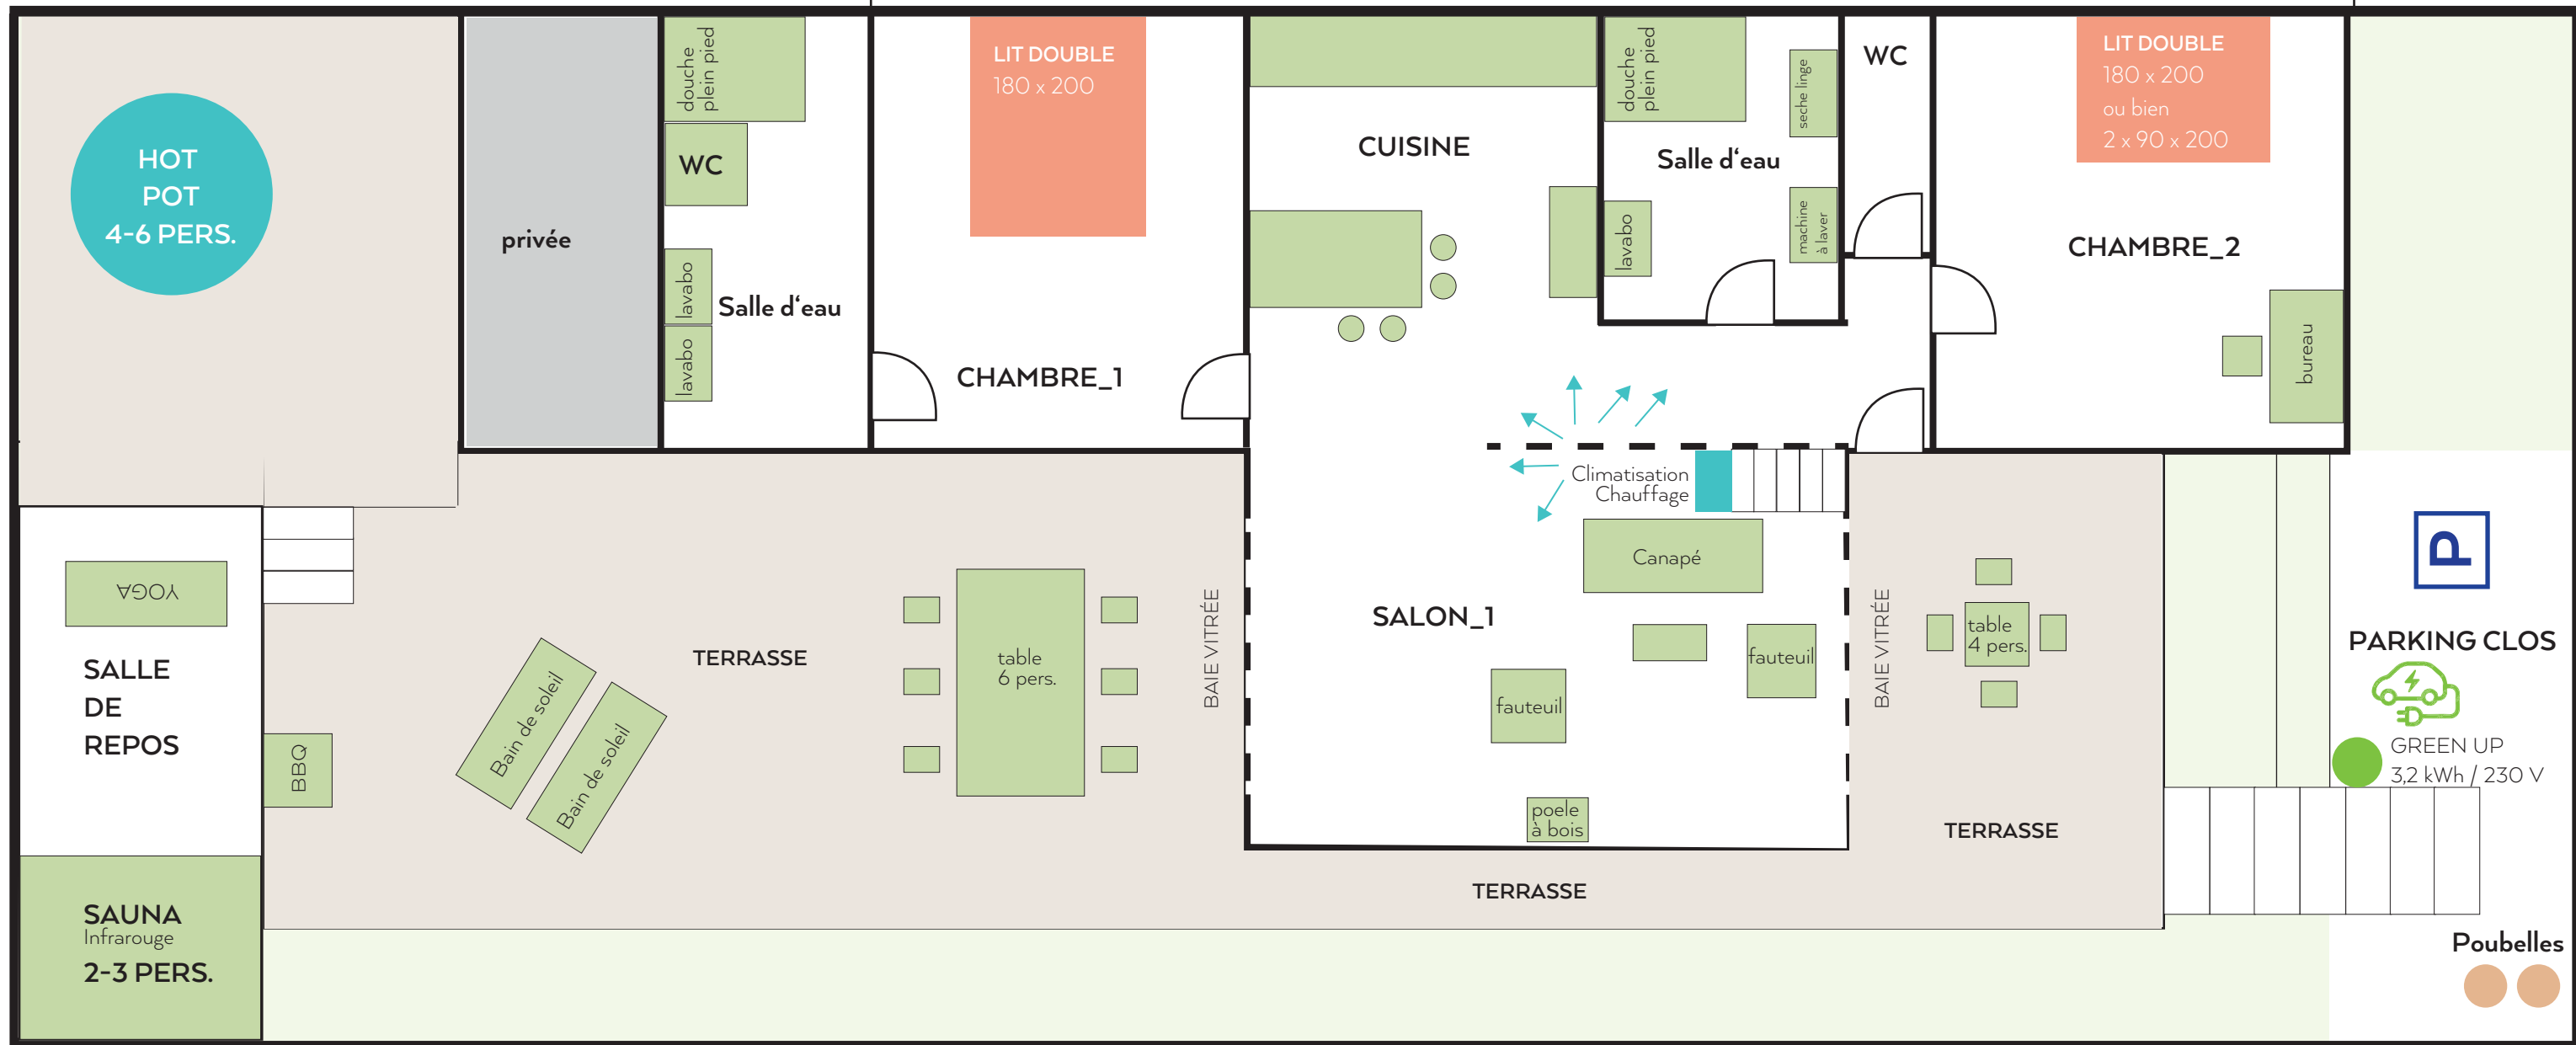 HOT
POT
4-6 PERS.
privée
douche
plein pied
WC
lavabo
lavabo
Salle d‘eau
LIT DOUBLE
180 x 200
CHAMBRE_1
CUISINE
douche
plein pied
seche linge
Salle d‘eau
lavabo
machine
à laver
WC
LIT DOUBLE
180 x 200
ou bien
2 x 90 x 200
CHAMBRE_2
bureau
Climatisation
Chauffage
Canapé
SALON_1
fauteuil
fauteuil
poele
à bois
BAIE VITRÉE
BAIE VITRÉE
YOGA
SALLE
DE
REPOS
BBQ
Bain de soleil
Bain de soleil
TERRASSE
table
6 pers.
table
4 pers.
TERRASSE
TERRASSE
SAUNA
Infrarouge
2-3 PERS.
P
PARKING CLOS
GREEN UP
3,2 kWh / 230 V
Poubelles